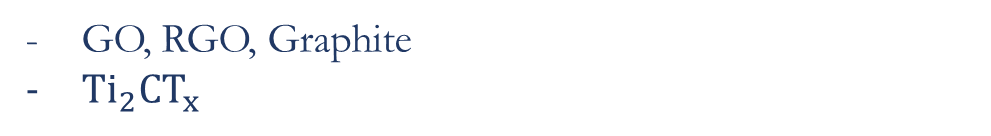 - GO, RGO, Graphite
- Ti₂CTₓ